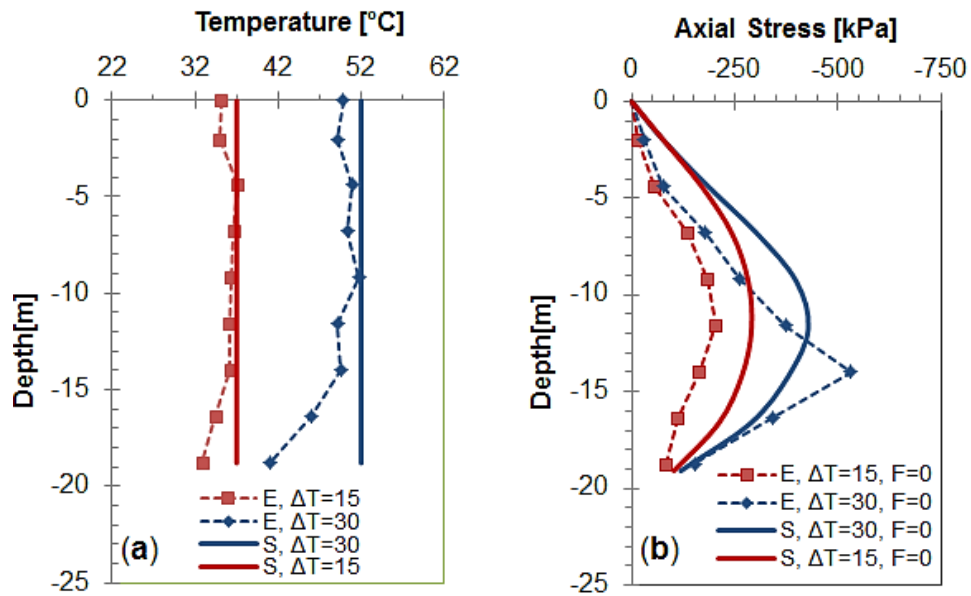 Temperature [°C]
22 32 42 52 62
0
-5
-10
-15
-20
-25
Depth[m]
E, ΔT=15
E, ΔT=30
S, ΔT=30
S, ΔT=15
(a)
Axial Stress [kPa]
0 -250 -500 -750
0
-5
-10
-15
-20
-25
Depth[m]
E, ΔT=15, F=0
E, ΔT=30, F=0
S, ΔT=30, F=0
S, ΔT=15, F=0
(b)